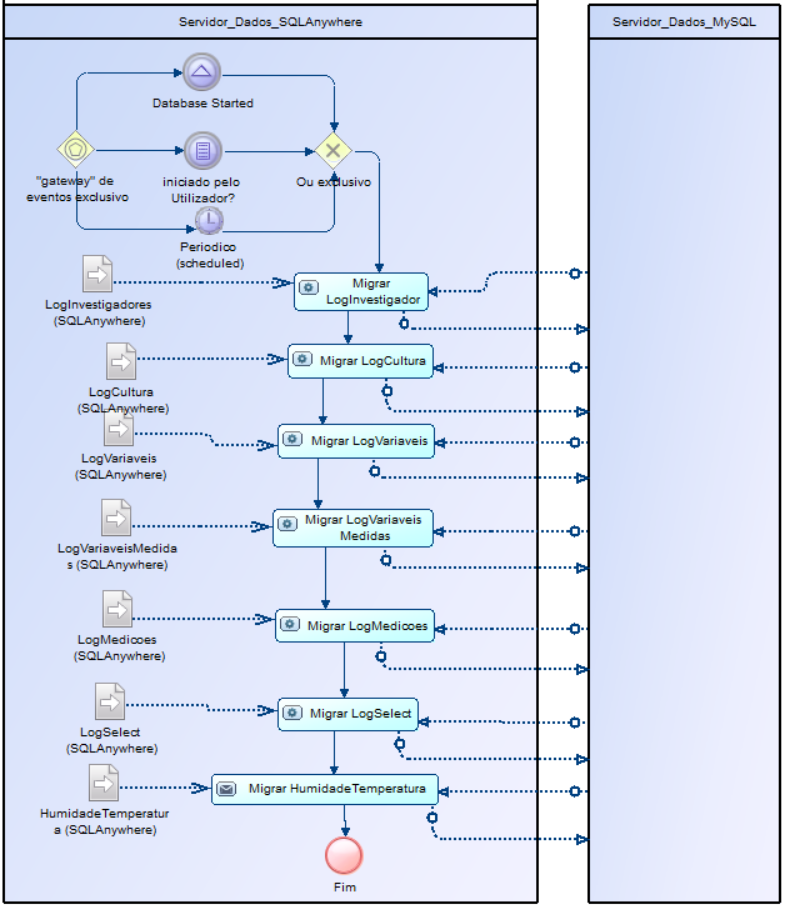 Servidor_Dados_SQLAnywhere
Servidor_Dados_MySQL
Database Started
"gateway" de
eventos exclusivo
iniciado pelo
Utilizador?
Ou exclusivo
Periodico
(scheduled)
LogInvestigadores
(SQLAnywhere)
Migrar
LogInvestigador
LogCultura
(SQLAnywhere)
Migrar LogCultura
LogVariaveis
(SQLAnywhere)
Migrar LogVariaveis
LogVariaveisMedida
s (SQLAnywhere)
Migrar LogVariaveis
Medidas
LogMedicoes
(SQLAnywhere)
Migrar LogMedicoes
LogSelect
(SQLAnywhere)
Migrar LogSelect
HumidadeTemperatur
a (SQLAnywhere)
Migrar HumidadeTemperatura
Fim